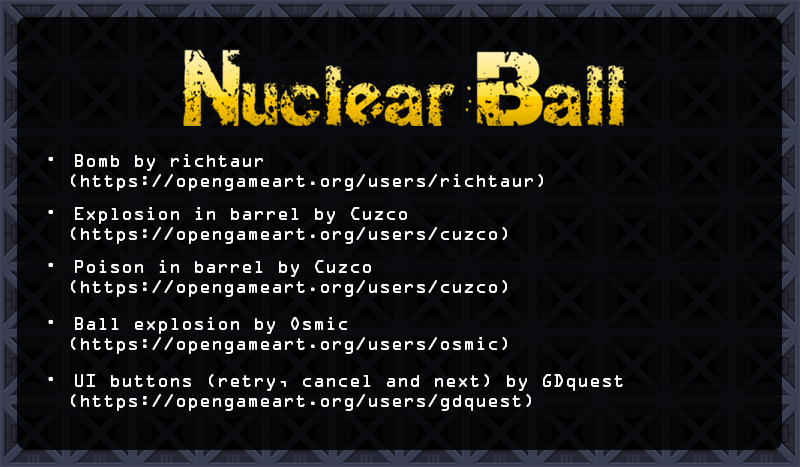 Nuclear Ball
· Bomb by richtaur
(https://opengameart.org/users/richtaur)
· Explosion in barrel by Cuzco
(https://opengameart.org/users/cuzco)
· Poison in barrel by Cuzco
(https://opengameart.org/users/cuzco)
· Ball explosion by Osmic
(https://opengameart.org/users/osmic)
· UI buttons (retry, cancel and next) by GDquest
(https://opengameart.org/users/gdquest)